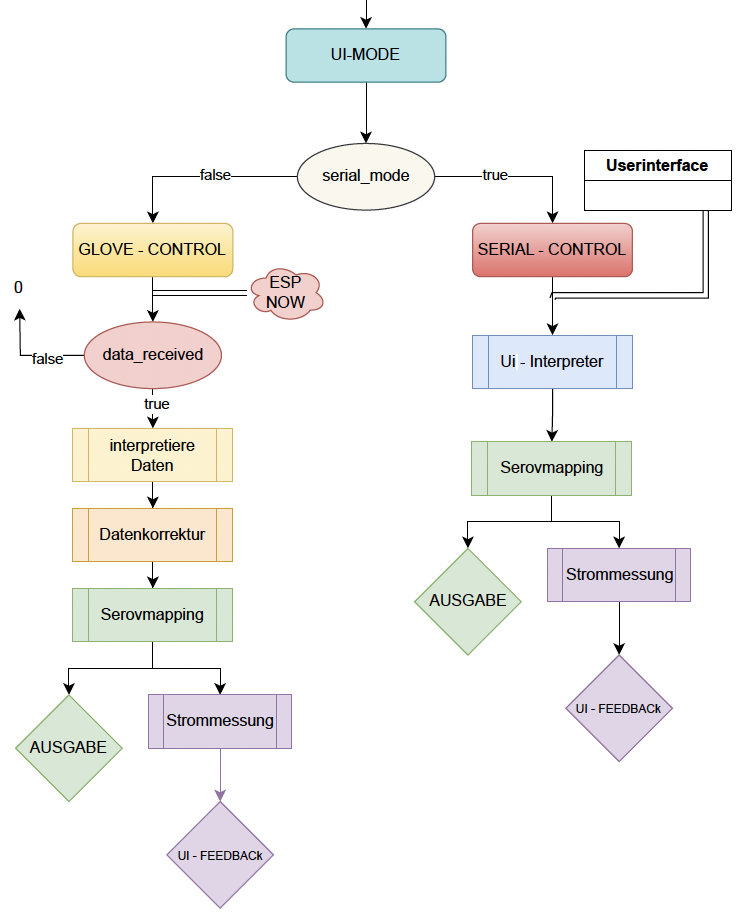 UI-MODE
serial_mode
false
true
Userinterface
GLOVE - CONTROL
SERIAL - CONTROL
ESP
NOW
0
data_received
false
true
Ui - Interpreter
interpretiere
Daten
Serovmapping
Datenkorrektur
AUSGABE
Strommessung
Serovmapping
UI - FEEDBACk
AUSGABE
Strommessung
UI - FEEDBACk